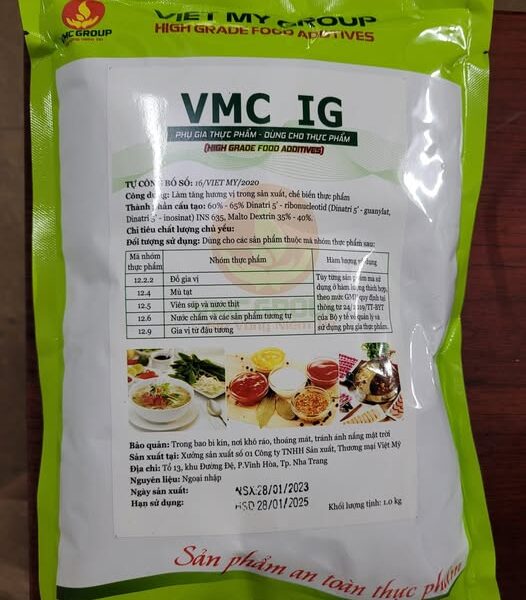 VIET MY GROUP
HIGH GRADE FOOD ADDITIVES
VMC GROUP
VMC IG
PHỤ GIA THỰC PHẨM - DÙNG CHO THỰC PHẨM
(HIGH GRADE FOOD ADDITIVES)
TỰ CÔNG BỐ SỐ: 16/VIET MY/2020
Công dụng: Làm tăng hương vị trong sản xuất, chế biến thực phẩm
Thành phần cấu tạo: 60% - 65% Dinatri 5' - ribonucleotid (Dinatri 5' - guanylat,
Dinatri 5' - inosinat) INS 635, Malto Dextrin 35% - 40%.
Chỉ tiêu chất lượng chủ yếu:
Đối tượng sử dụng: Dùng cho các sản phẩm thuộc mã nhóm thực phẩm sau:
Mã nhóm thực phẩm Nhóm thực phẩm Hàm lượng sử dụng
12.2.2 Đồ gia vị
12.4 Mù tạt
12.5 Viên súp và nước thịt
12.6 Nước chấm và các sản phẩm tương tự
12.9 Gia vị từ đậu tương
Tùy từng sản phẩm mà sử
dụng ở hàm lượng thích hợp,
theo mức GMP quy định tại
thông tư 24/2019/TT-BYT
của Bộ y tế về quản lý và
sử dụng phụ gia thực phẩm.
Bảo quản: Trong bao bì kín, nơi khô ráo, thoáng mát, tránh ánh nắng mặt trời
Sản xuất tại: Xưởng sản xuất số 01 Công ty TNHH Sản xuất, Thương mại Việt Mỹ
Địa chỉ: Tổ 13, khu Đường Đệ, P.Vĩnh Hòa, Tp. Nha Trang
Nguyên liệu: Ngoại nhập
Ngày sản xuất: NSX:28/01/2023
Hạn sử dụng: HSD:28/01/2025 Khối lượng tịnh: 1.0 kg
Sản phẩm an toàn thực phẩm